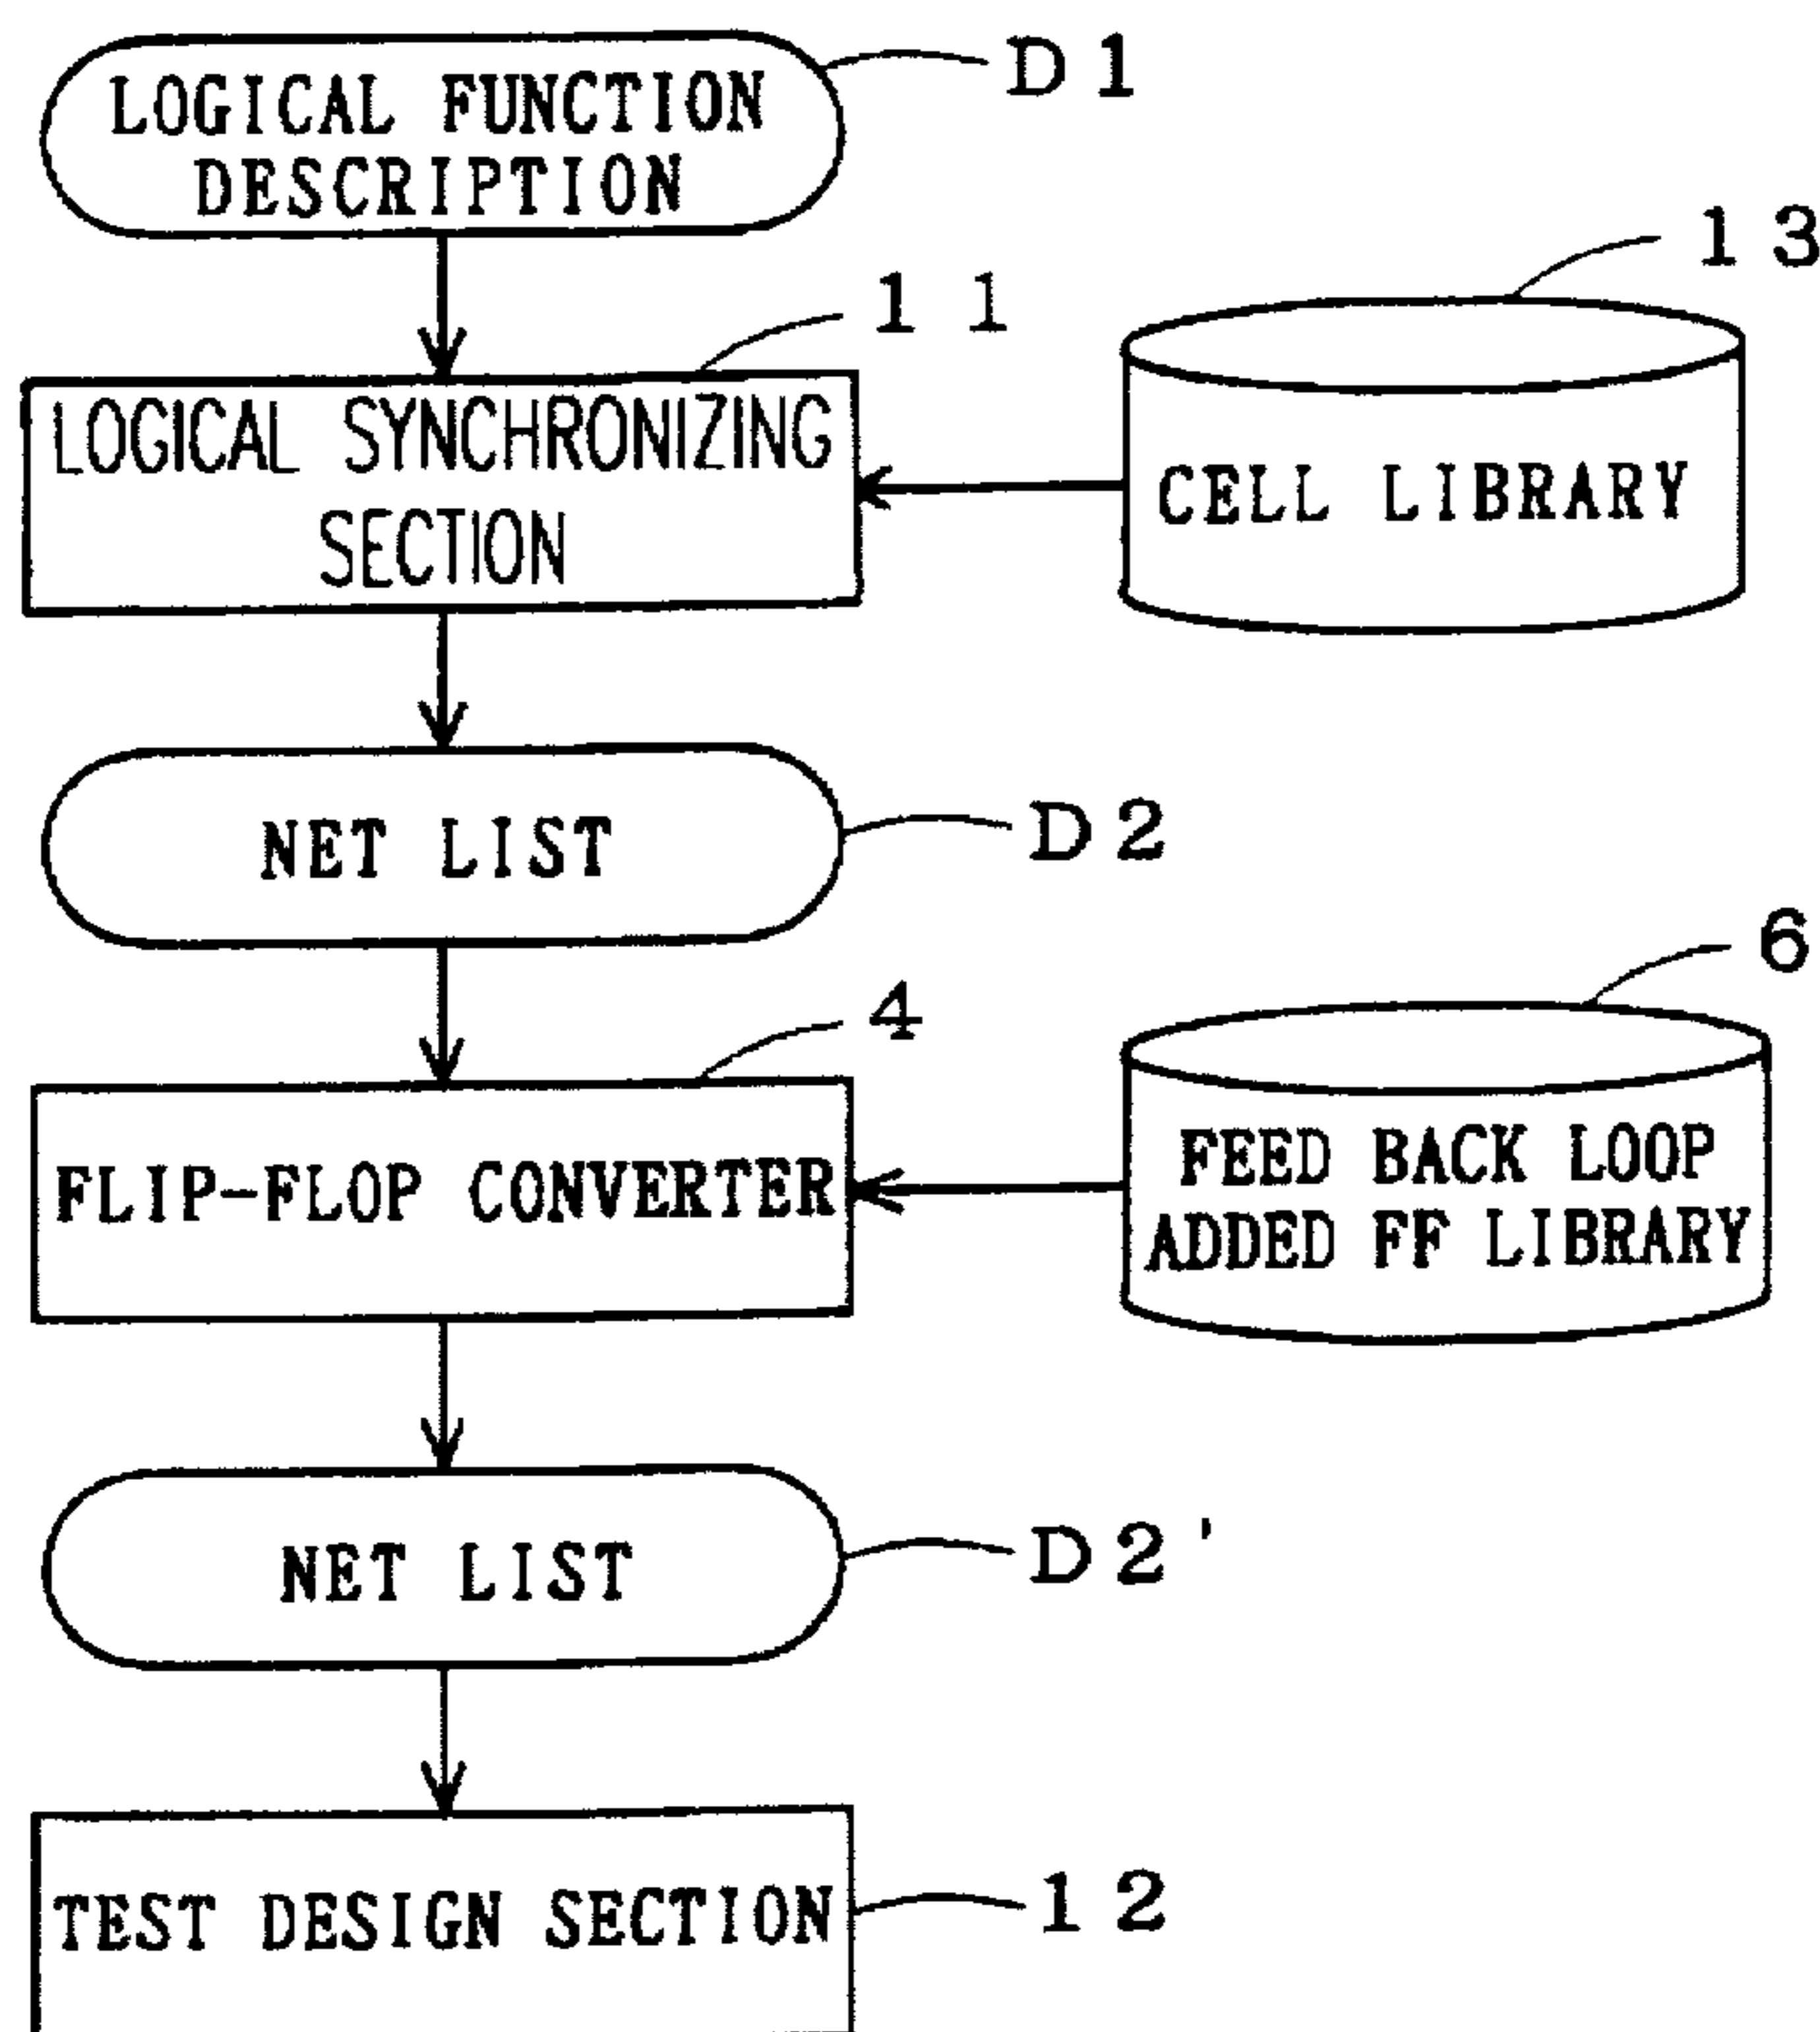 LOGICAL FUNCTION
DESCRIPTION
D1
13
11
LOGICAL SYNCHRONIZING
SECTION
CELL LIBRARY
NET LIST
D2
6
4
FLIP-FLOP CONVERTER
FEED BACK LOOP
ADDED FF LIBRARY
NET LIST
D2'
TEST DESIGN SECTION
12